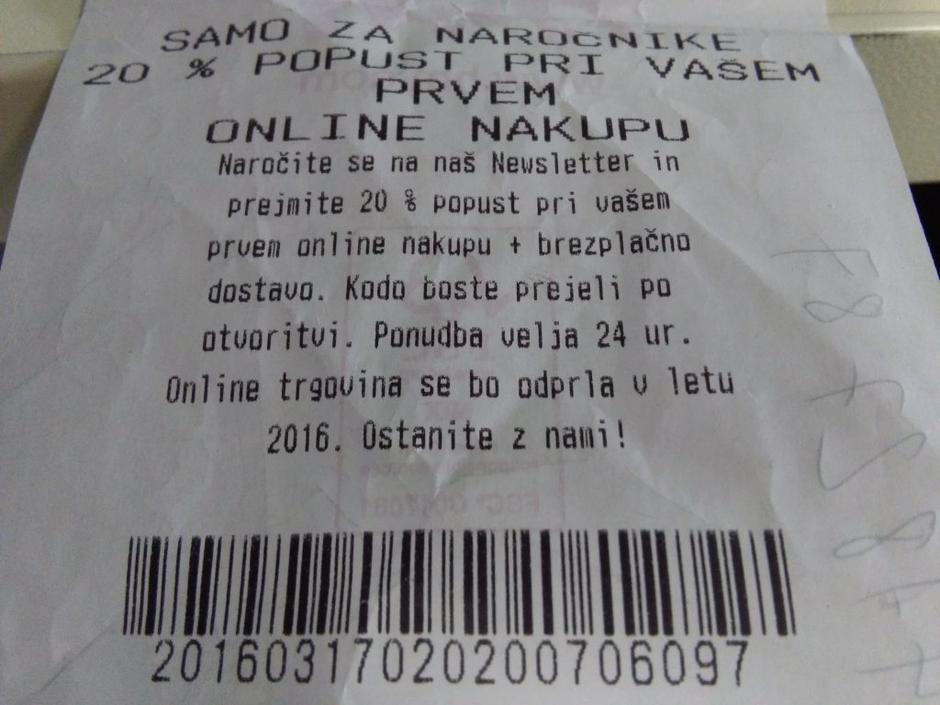 SAMO ZA NAROČNIKE
20 % POPUST PRI VAŠEM
PRVEM
ONLINE NAKUPU
Naročite se na naš Newsletter in
prejmite 20 % popust pri vašem
prvem online nakupu + brezplačno
dostavo. Kodo boste prejeli po
otvoritvi. Ponudba velja 24 ur.
Online trgovina se bo odprla v letu
2016. Ostanite z nami!
20160317020200706097